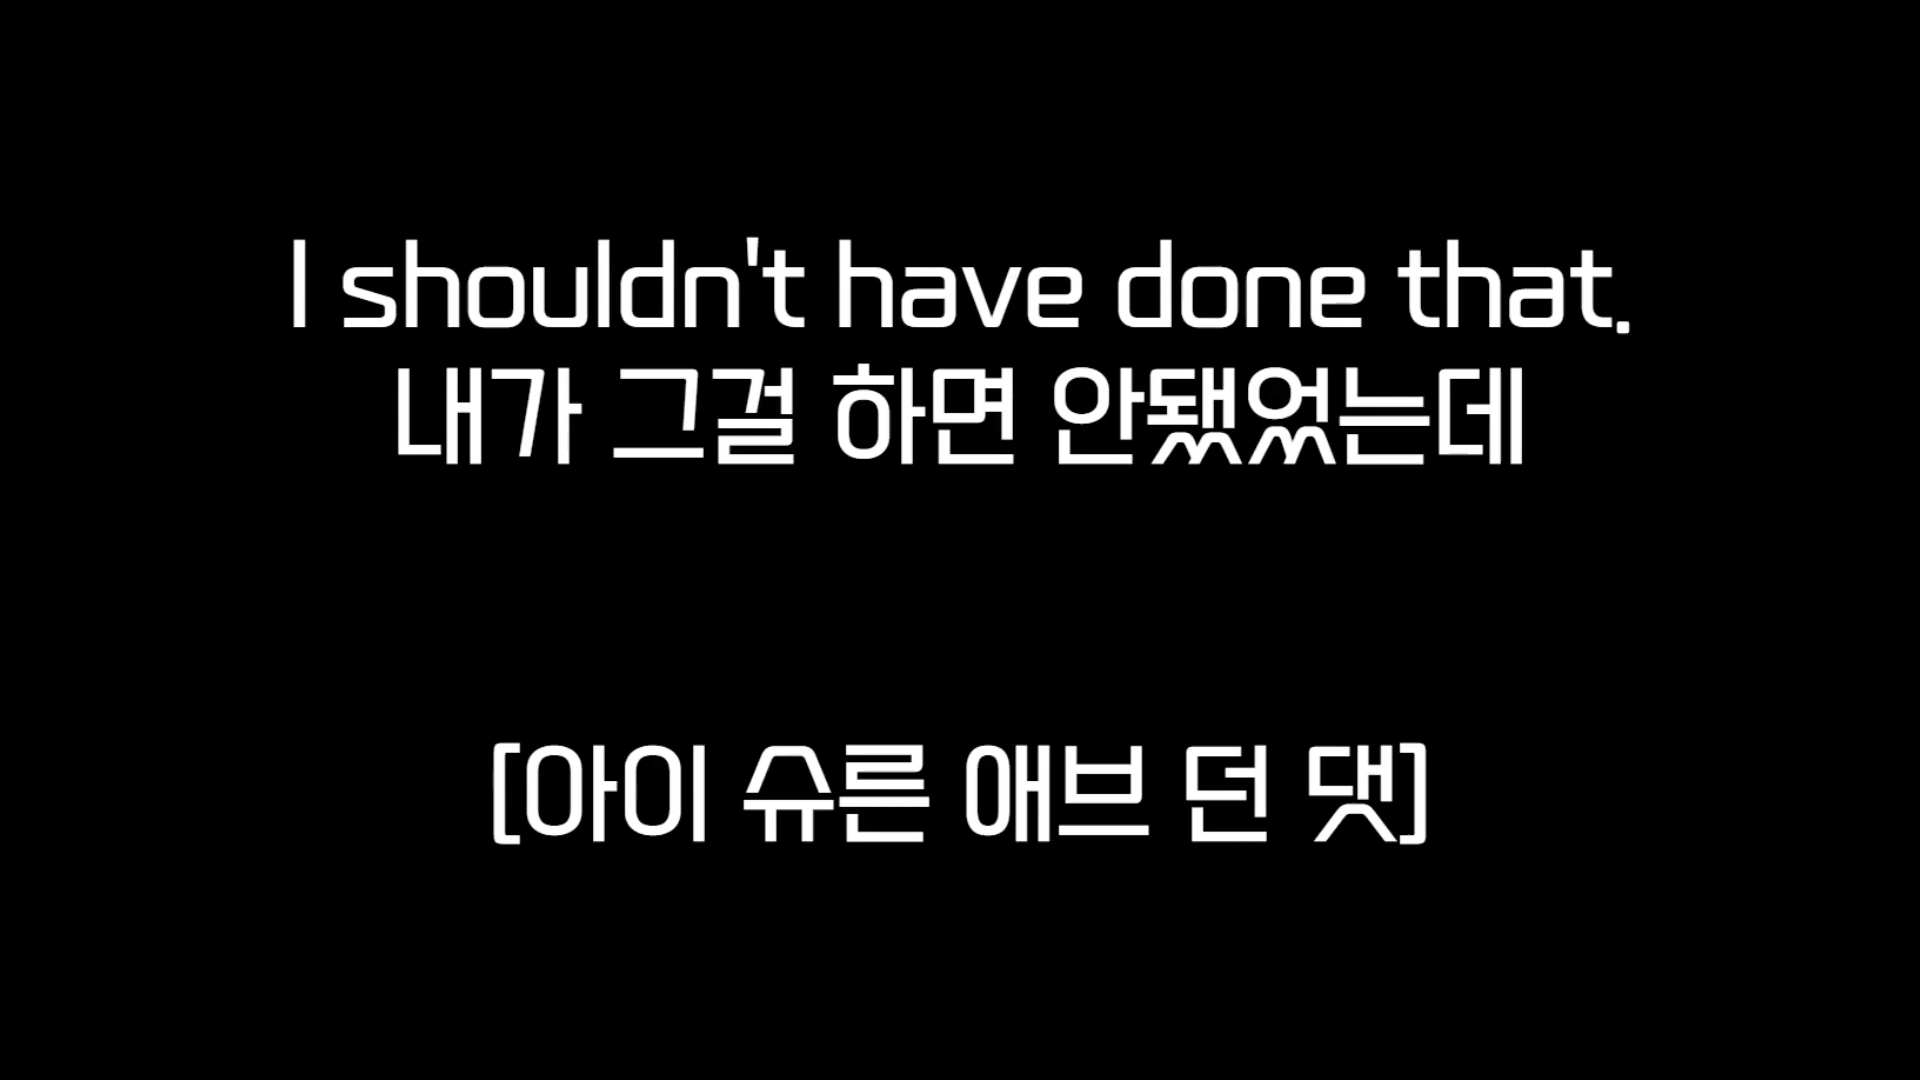 I shouldn't have done that.
내가 그걸 하면 안됐었는데
[아이 슈른 애브 던 댓]